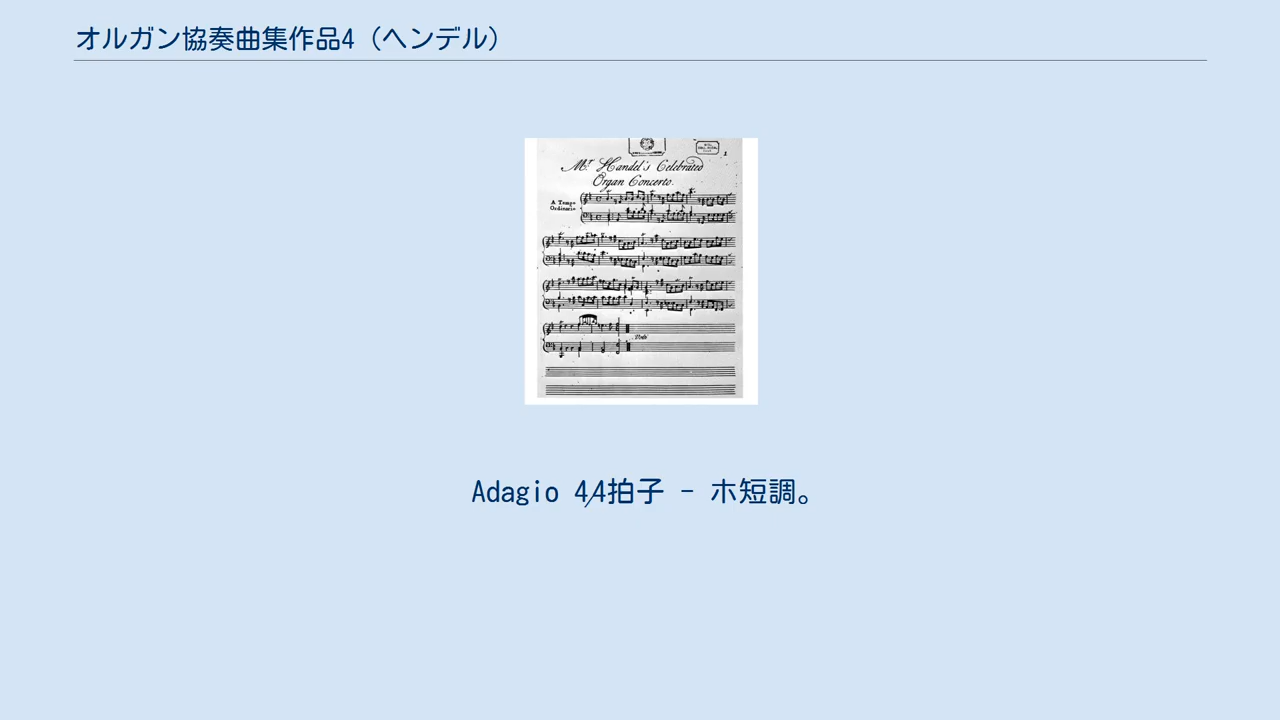 オルガン協奏曲集作品4（ヘンデル）
Mr. Handel's Celebrated
Organ Concerto.
A Tempo
Ordinario
Adagio 4/4拍子 - ホ短調。